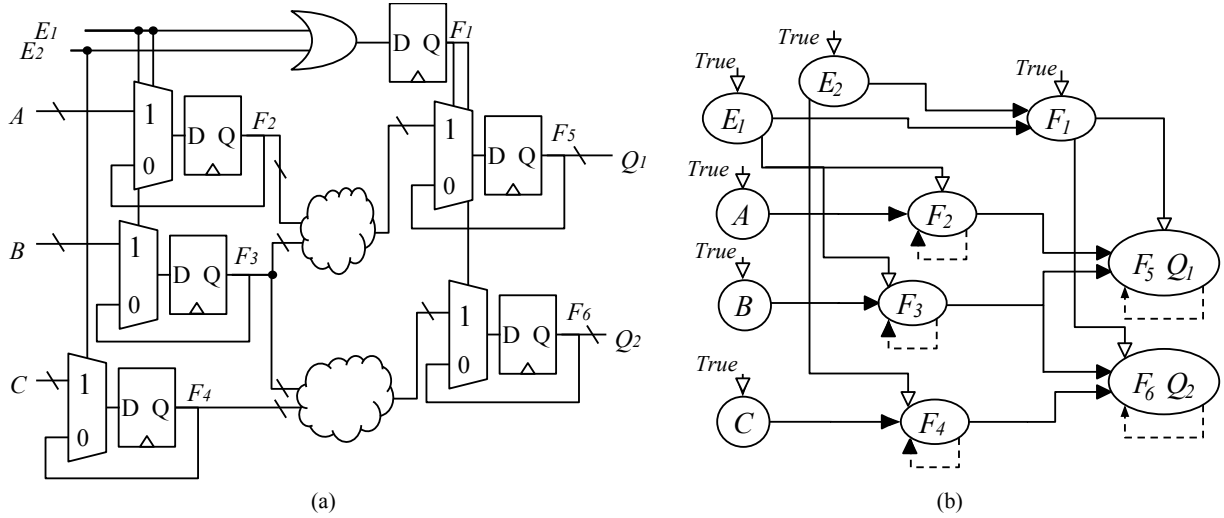 E1
E2
D Q
F1
A
1
0
D Q
F2
1
0
D Q
F5
Q1
B
1
0
D Q
F3
1
0
D Q
F6
Q2
C
1
0
D Q
F4
(a)
True
E2
True
E1
True
F1
True
A
F2
True
B
F3
F5 Q1
True
C
F4
F6 Q2
(b)